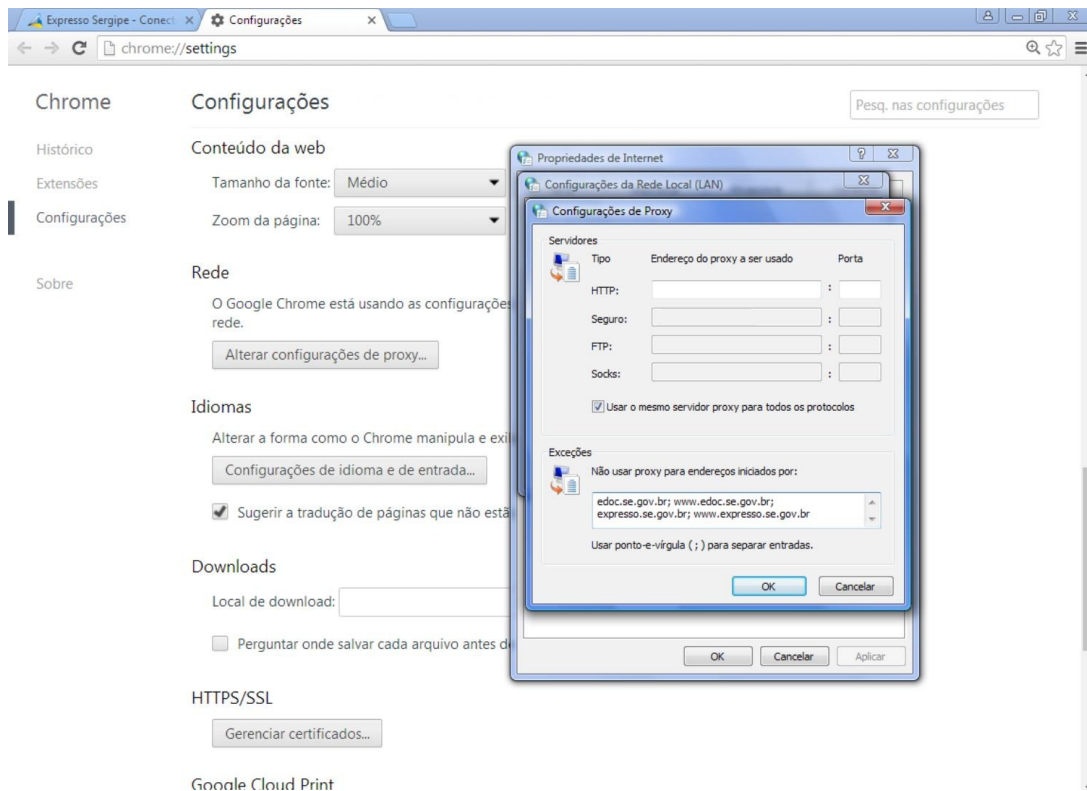 Expresso Sergipe - Conect
Configurações
chrome://settings
Chrome
Histórico
Extensões
Configurações
Sobre
Configurações
Pesq. nas configurações
Conteúdo da web
Tamanho da fonte: Médio
Zoom da página: 100%
Rede
O Google Chrome está usando as configurações
rede.
Alterar configurações de proxy...
Idiomas
Alterar a forma como o Chrome manipula e exi
Configurações de idioma e de entrada...
Sugerir a tradução de páginas que não estã
Downloads
Local de download:
Perguntar onde salvar cada arquivo antes de
HTTPS/SSL
Gerenciar certificados...
Google Cloud Print
Propriedades de Internet
Configurações da Rede Local (LAN)
Configurações de Proxy
Servidores
Tipo Endereço do proxy a ser usado Porta
HTTP: :
Seguro: :
FTP: :
Socks: :
Usar o mesmo servidor proxy para todos os protocolos
Exceções
Não usar proxy para endereços iniciados por:
edoc.se.gov.br; www.edoc.se.gov.br;
expresso.se.gov.br; www.expresso.se.gov.br
Usar ponto-e-vírgula ( ; ) para separar entradas.
OK Cancelar
OK Cancelar Aplicar